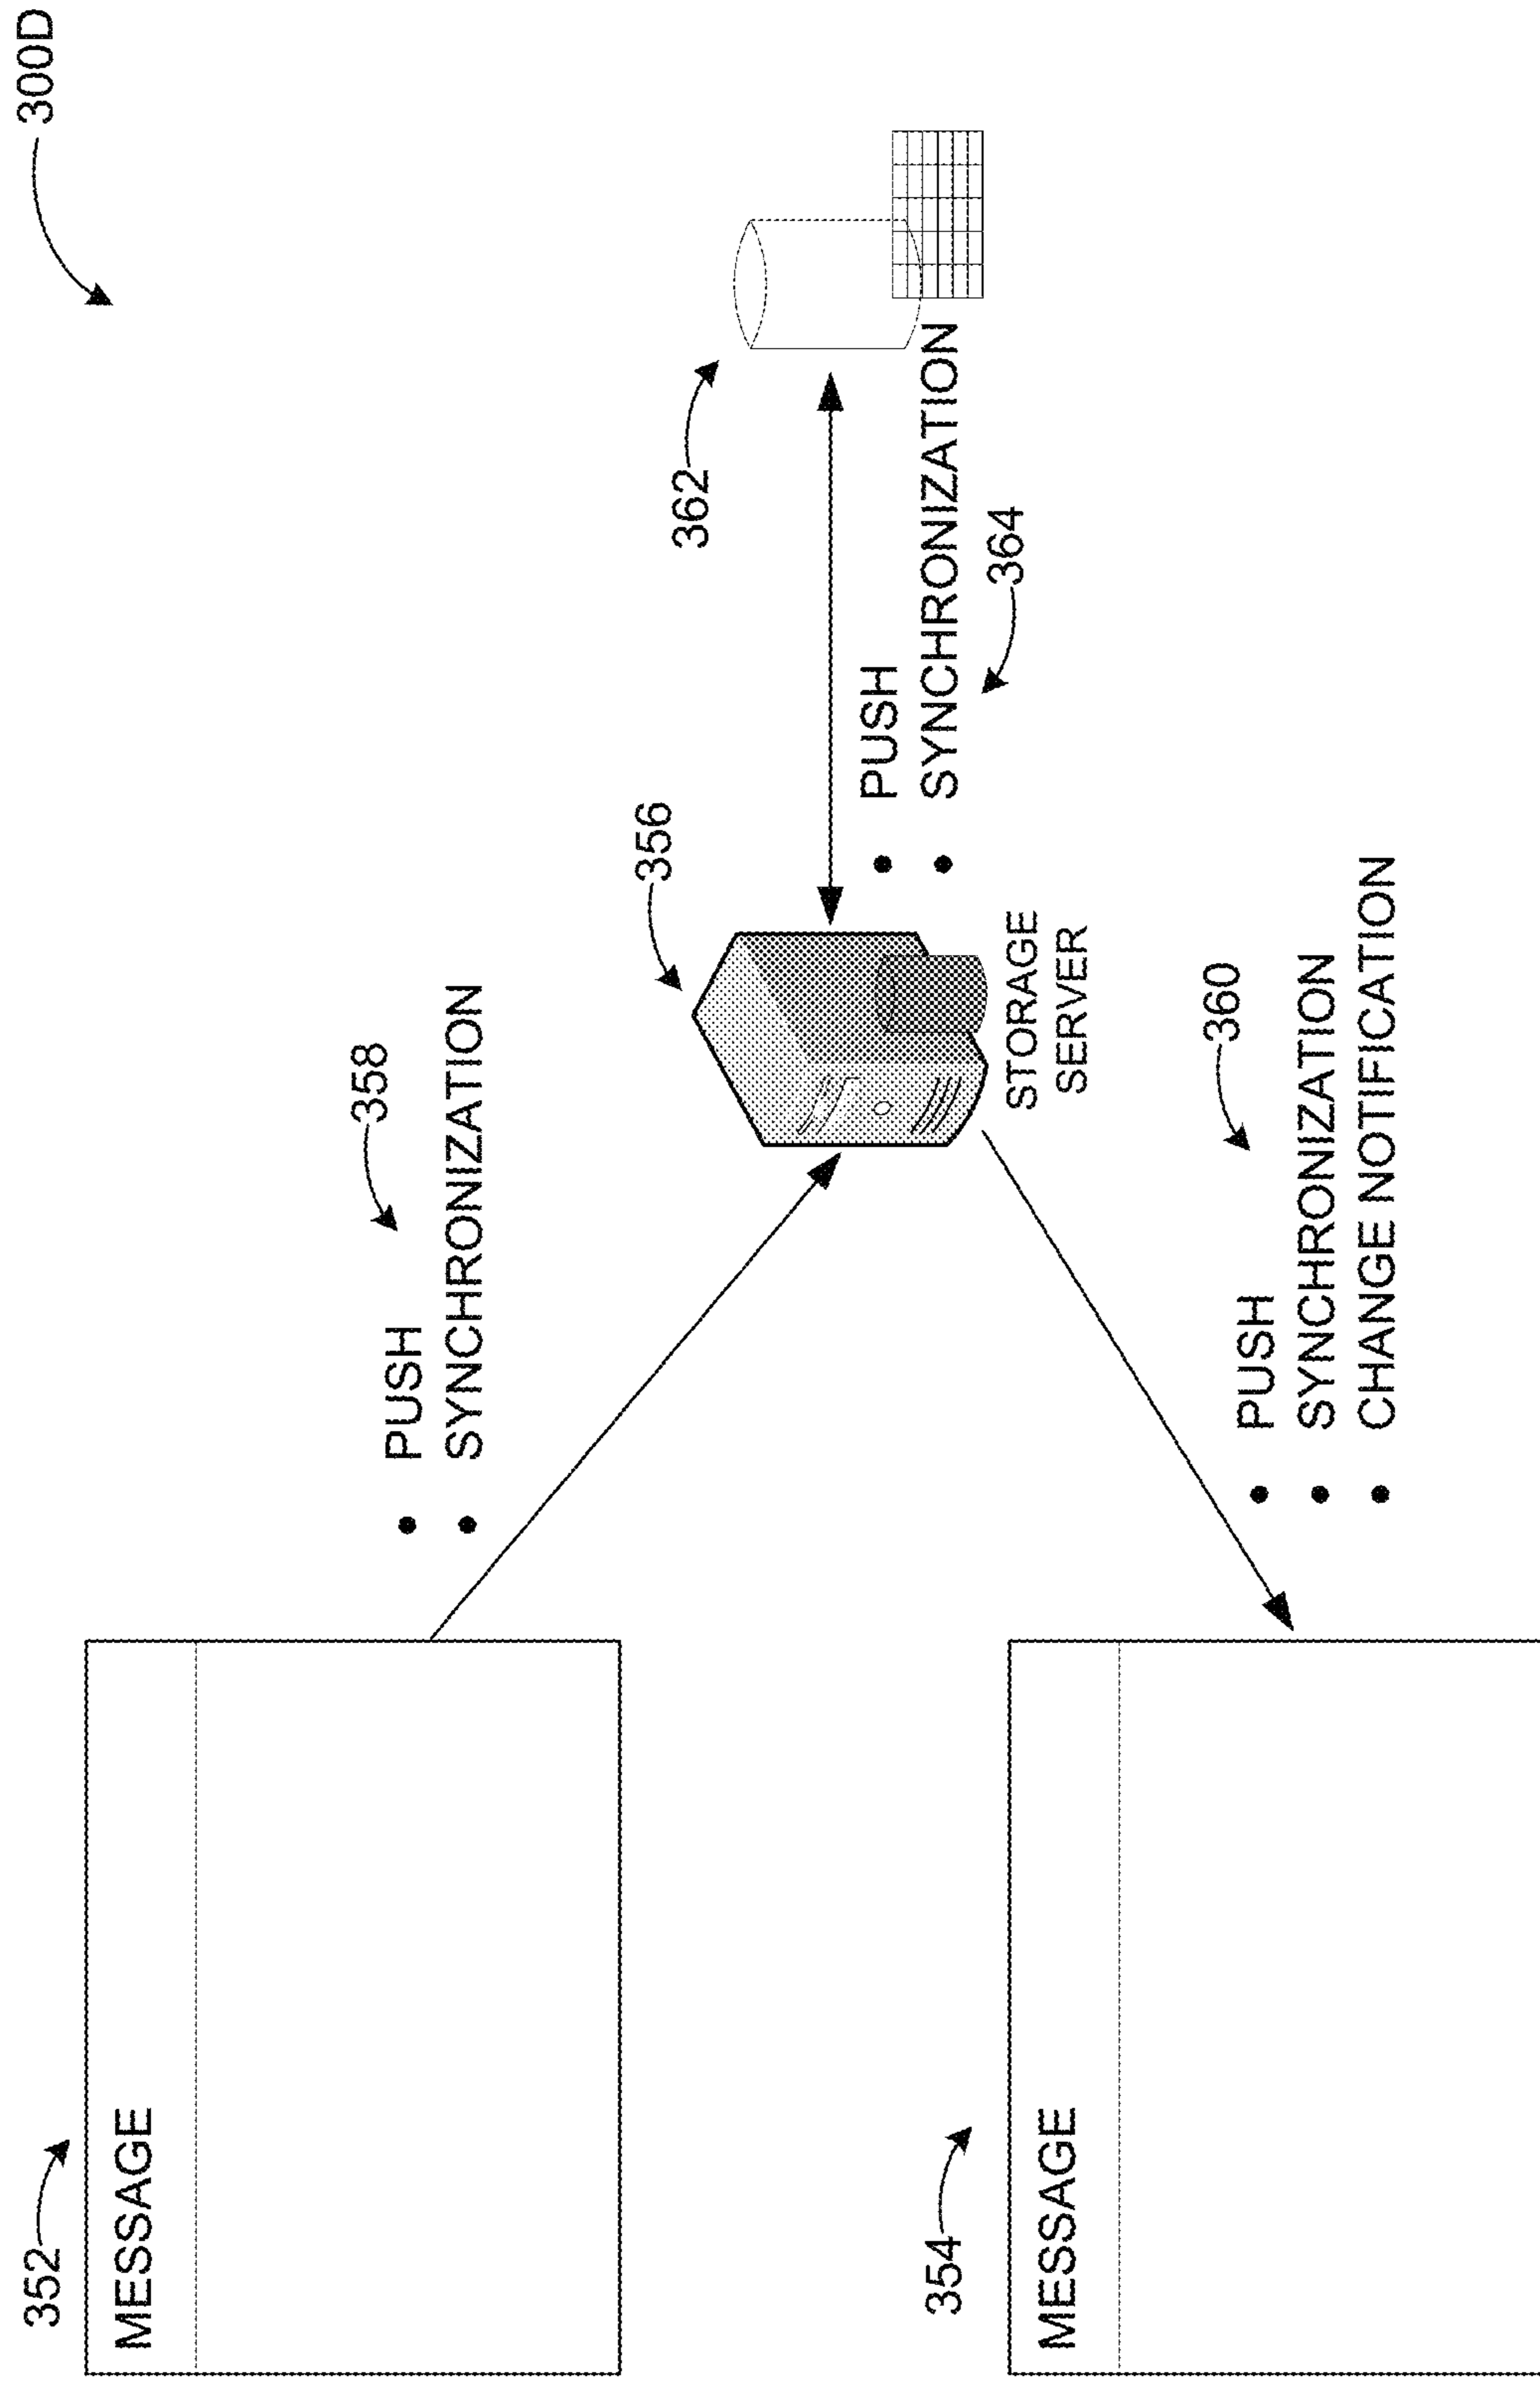 300D
352
MESSAGE
358
• PUSH
• SYNCHRONIZATION
356
STORAGE
SERVER
362
• PUSH
• SYNCHRONIZATION
364
354
MESSAGE
360
• PUSH
• SYNCHRONIZATION
• CHANGE NOTIFICATION